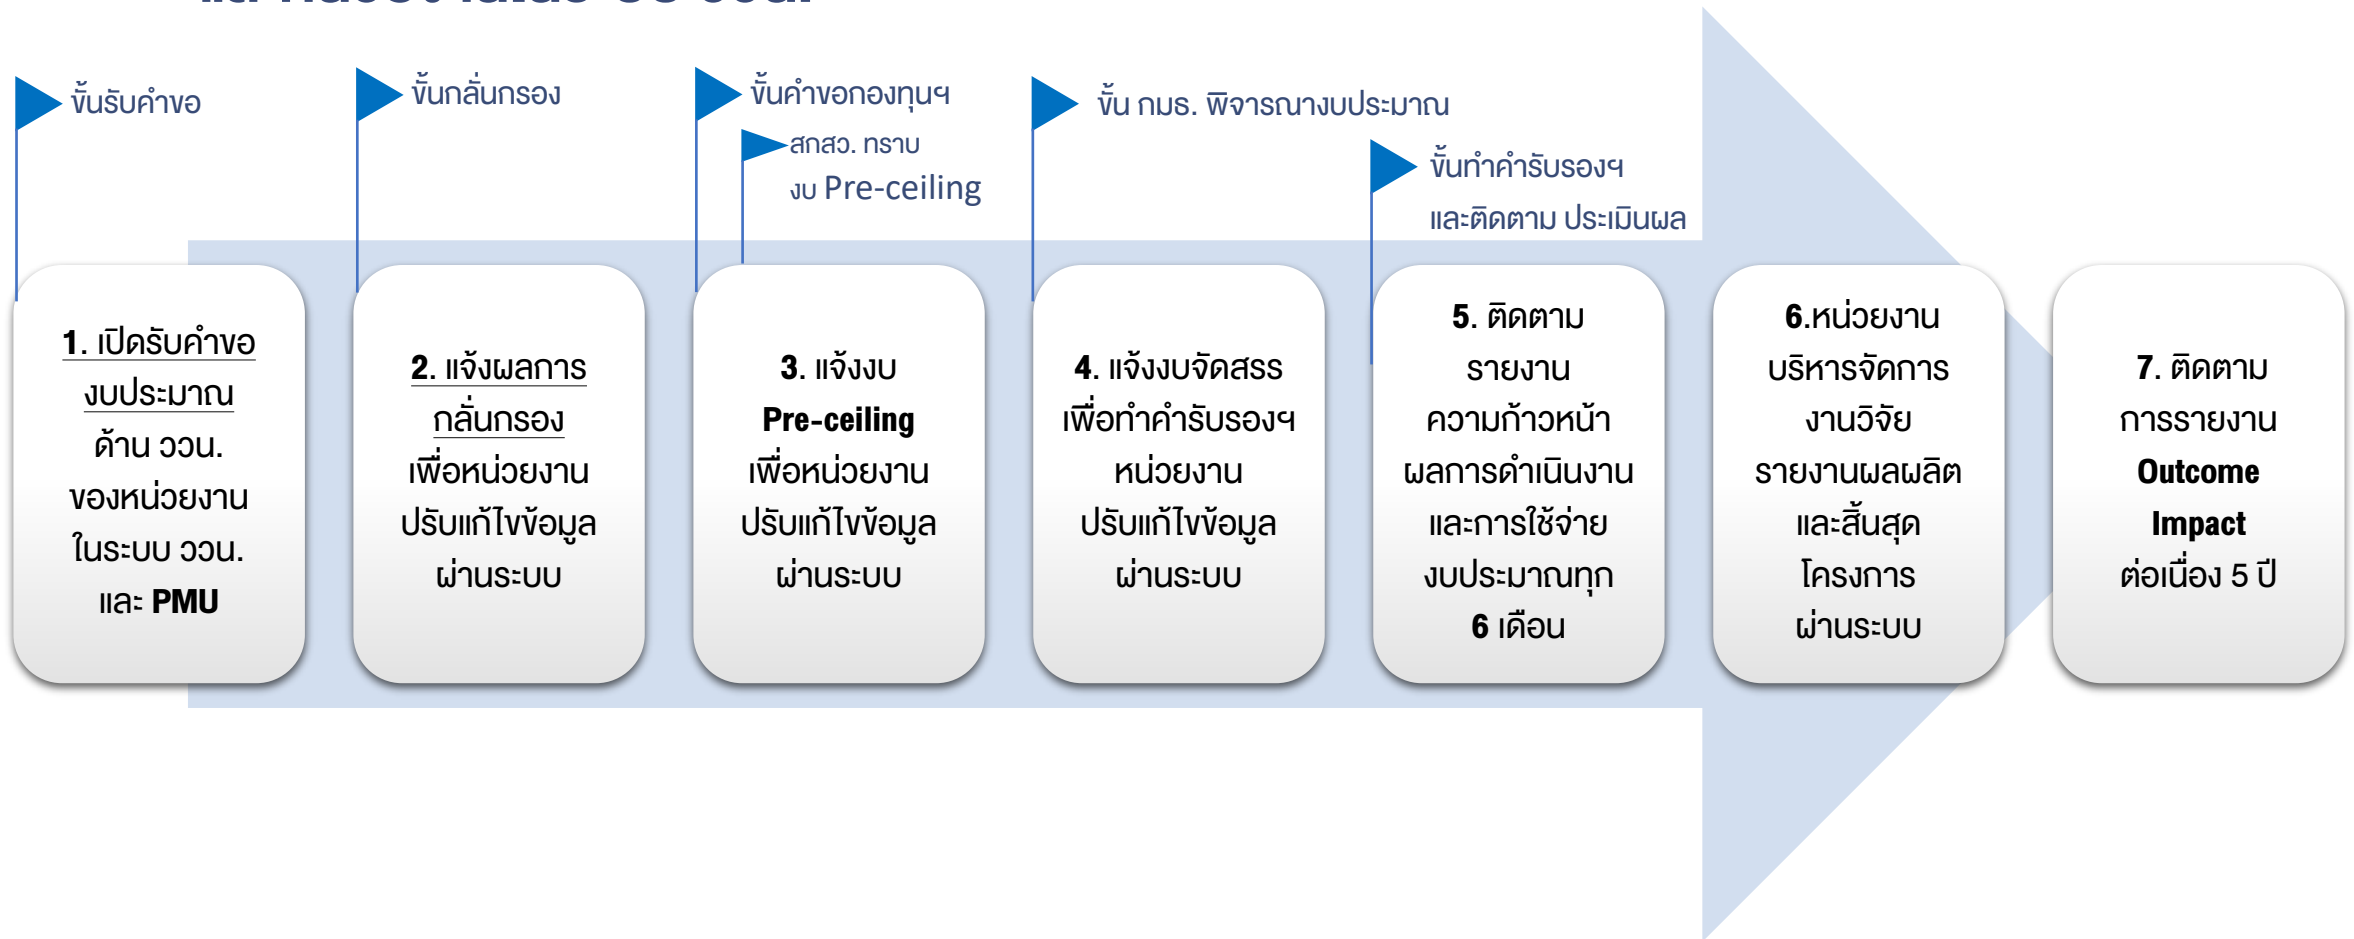 ขั้นรับคำขอ
ขั้นกลั่นกรอง
ขั้นคำขอกองทุนฯ
สกสว. ทราบ
งบ Pre-ceiling
ขั้น กมธ. พิจารณางบประมาณ
ขั้นทำคำรับรองฯ
และติดตาม ประเมินผล
1. เปิดรับคำขอ
งบประมาณ
ด้าน ววน.
ของหน่วยงาน
ในระบบ ววน.
และ PMU
2. แจ้งผลการ
กลั่นกรอง
เพื่อหน่วยงาน
ปรับแก้ไขข้อมูล
ผ่านระบบ
3. แจ้งงบ
Pre-ceiling
เพื่อหน่วยงาน
ปรับแก้ไขข้อมูล
ผ่านระบบ
4. แจ้งงบจัดสรร
เพื่อทำคำรับรองฯ
หน่วยงาน
ปรับแก้ไขข้อมูล
ผ่านระบบ
5. ติดตาม
รายงาน
ความก้าวหน้า
ผลการดำเนินงาน
และการใช้จ่าย
งบประมาณทุก
6 เดือน
6.หน่วยงาน
บริหารจัดการ
งานวิจัย
รายงานผลผลิต
และสิ้นสุด
โครงการ
ผ่านระบบ
7. ติดตาม
การรายงาน
Outcome
Impact
ต่อเนื่อง 5 ปี